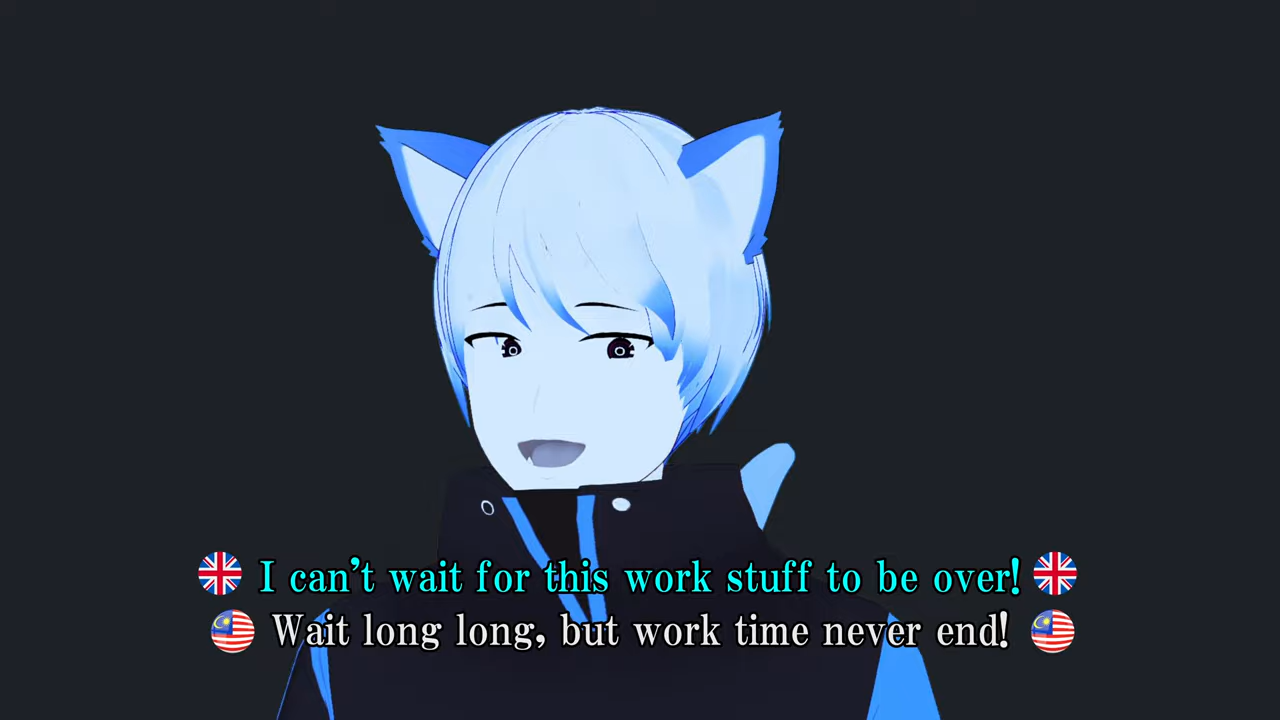 I can't wait for this work stuff to be over!
Wait long long, but work time never end!